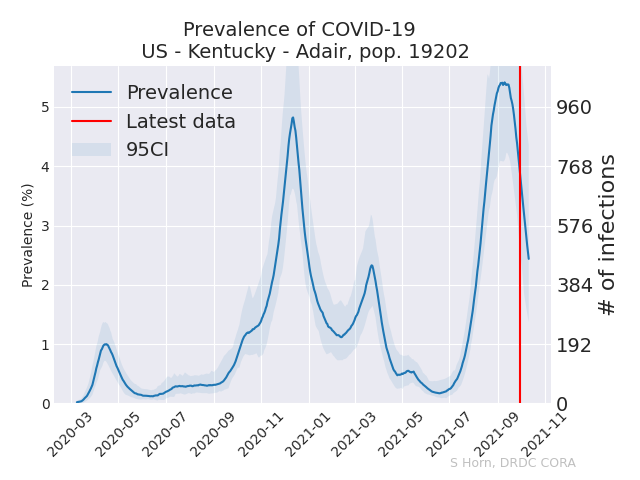 Prevalence of COVID-19
US - Kentucky - Adair, pop. 19202
Prevalence
Latest data
95CI
Prevalence (%)
5
4
3
2
1
0
960
768
576
384
192
0
# of infections
2020-03
2020-05
2020-07
2020-09
2020-11
2021-01
2021-03
2021-05
2021-07
2021-09
2021-11
S Horn, DRDC CORA